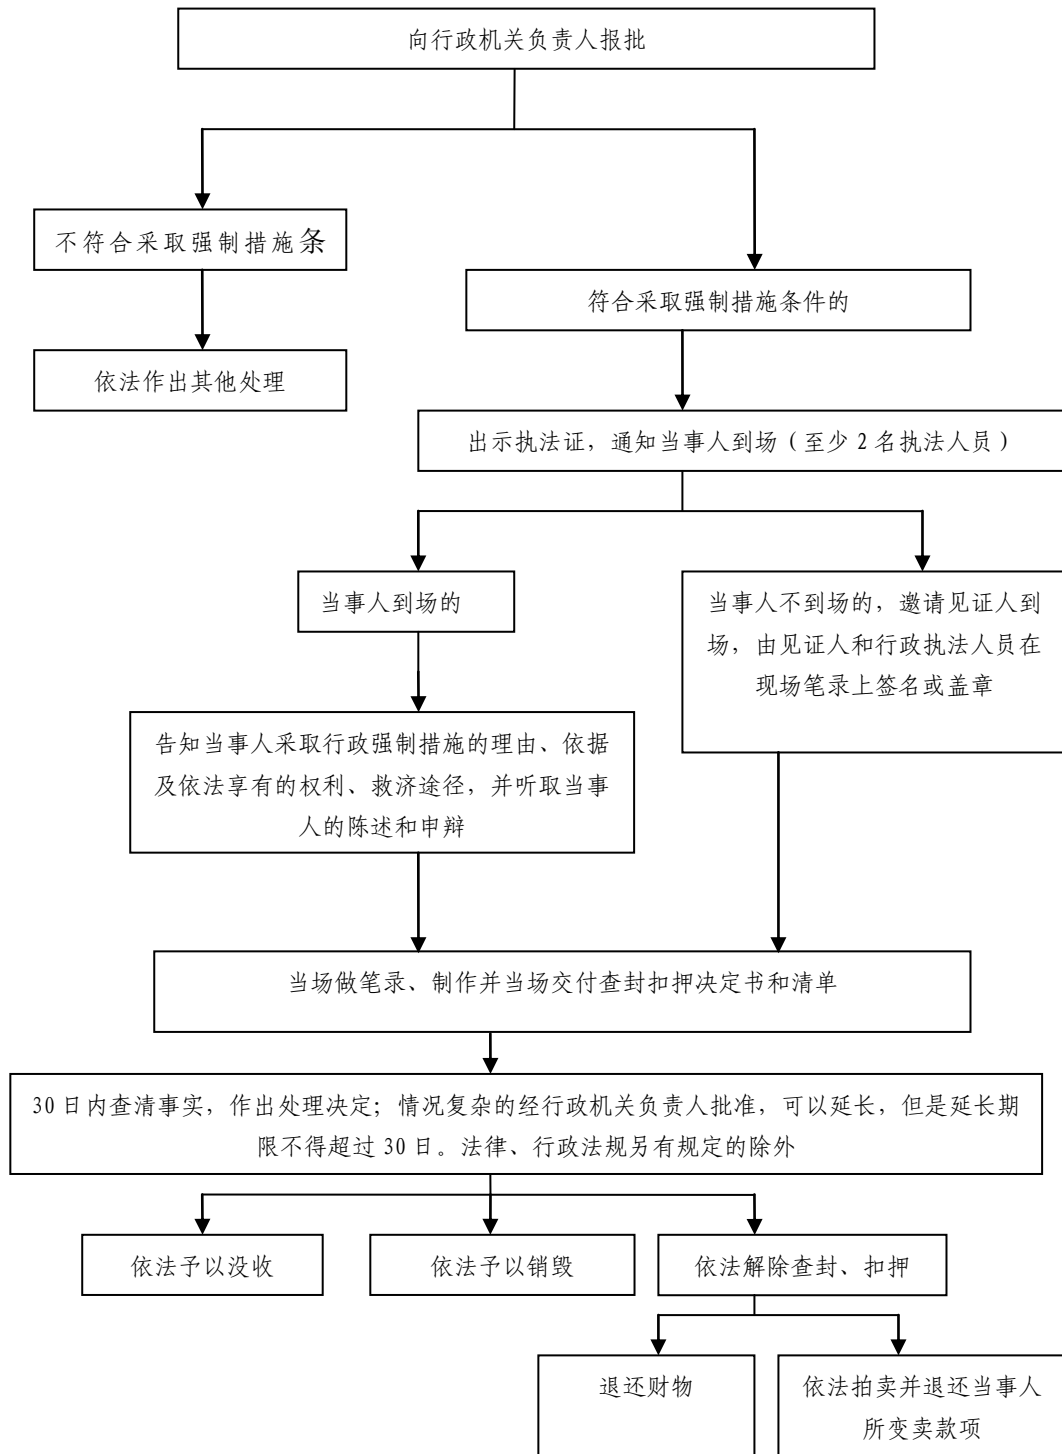 向行政机关负责人报批
不符合采取强制措施条
符合采取强制措施条件的
依法作出其他处理
出示执法证，通知当事人到场（至少 2 名执法人员）
当事人到场的
当事人不到场的，邀请见证人到
场，由见证人和行政执法人员在
现场笔录上签名或盖章
告知当事人采取行政强制措施的理由、依据
及依法享有的权利、救济途径，并听取当事
人的陈述和申辩
当场做笔录、制作并当场交付查封扣押决定书和清单
30 日内查清事实，作出处理决定；情况复杂的经行政机关负责人批准，可以延长，但是延长期
限不得超过 30 日。法律、行政法规另有规定的除外
依法予以没收
依法予以销毁
依法解除查封、扣押
退还财物
依法拍卖并退还当事人
所变卖款项